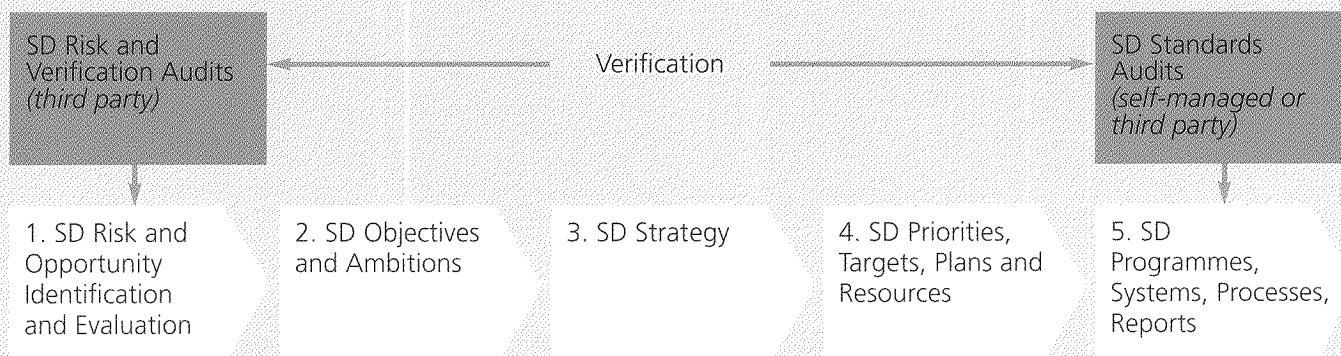 SD Risk and
Verification Audits
(third party)
Verification
SD Standards
Audits
(self-managed or
third party)
1. SD Risk and
Opportunity
Identification
and Evaluation
2. SD Objectives
and Ambitions
3. SD Strategy
4. SD Priorities,
Targets, Plans and
Resources
5. SD
Programmes,
Systems, Processes,
Reports